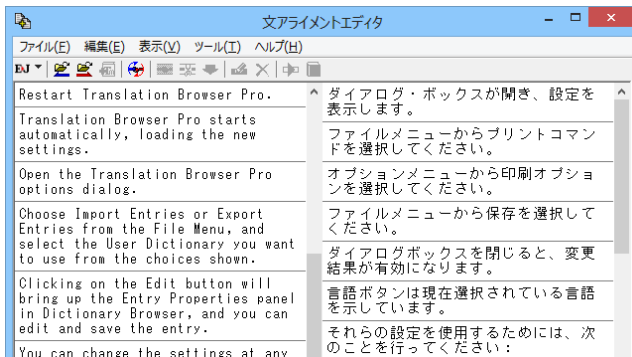 文アライメントエディタ
ファイル(F) 編集(E) 表示(V) ツール(T) ヘルプ(H)
EJ
Restart Translation Browser Pro.
Translation Browser Pro starts
automatically, loading the new
settings.
Open the Translation Browser Pro
options dialog.
Choose Import Entries or Export
Entries from the File Menu, and
select the User Dictionary you want
to use from the choices shown.
Clicking on the Edit button will
bring up the Entry Properties panel
in Dictionary Browser, and you can
edit and save the entry.
You can change the settings at any
ダイアログ・ボックスが開き、設定を
表示します。
ファイルメニューからプリントコマン
ドを選択してください。
オプションメニューから印刷オプショ
ンを選択してください。
ファイルメニューから保存を選択して
ください。
ダイアログボックスを閉じると、変更
結果が有効になります。
言語ボタンは現在選択されている言語
を示しています。
それらの設定を使用するためには、次
のことを行ってください：